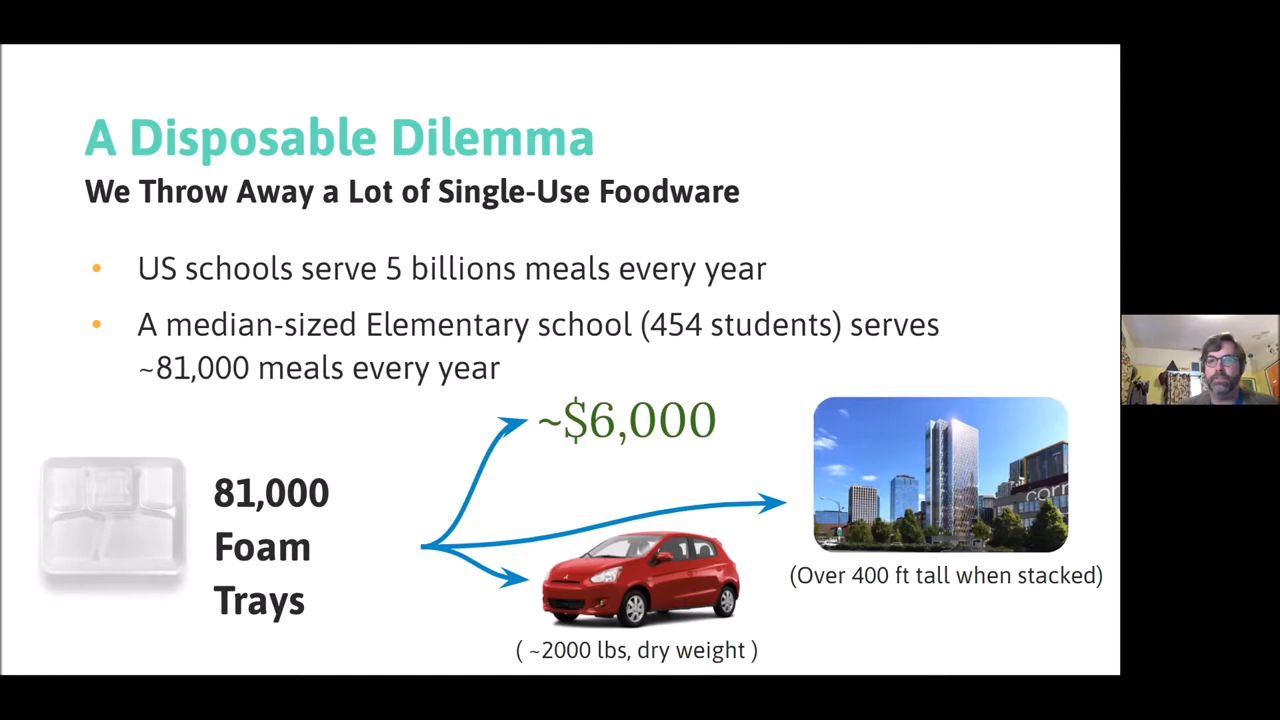 A Disposable Dilemma
We Throw Away a Lot of Single-Use Foodware
• US schools serve 5 billions meals every year
• A median-sized Elementary school (454 students) serves
~81,000 meals every year
~$6,000
81,000
Foam
Trays
corr
(Over 400 ft tall when stacked)
( ~2000 lbs, dry weight )